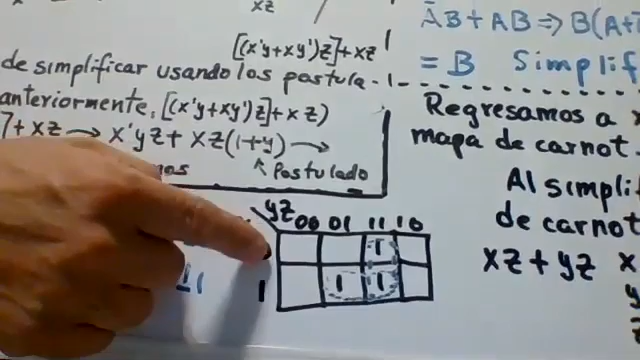 xz
[(x'y+xy')z]+xz
de simplificar usando los postula-
anteriormente, [(x'y+xy')z]+xz)
]+xz → x'yz + xz(1+y) →
↖ Postulado
yz
00 01 11 10
1
1 1 1
ĀB + AB ⇒ B(A+
= B Simplif
Regresamos a
mapa de carnot.
Al simpli
de carnot
xz + yz x
y